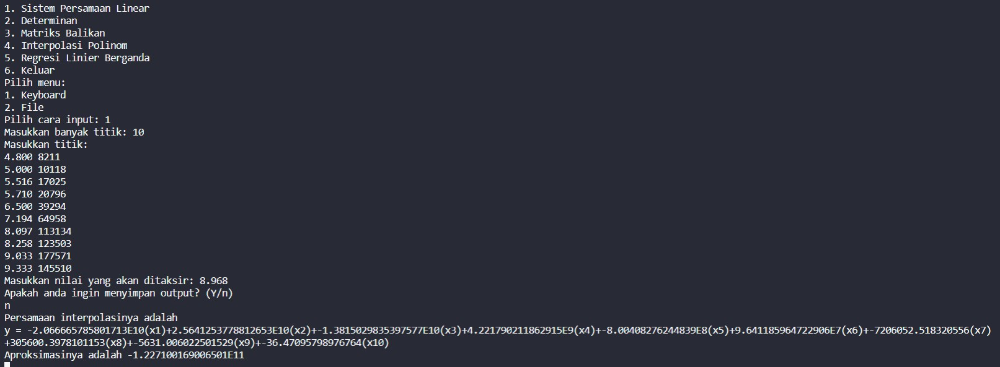 1. Sistem Persamaan Linear
2. Determinan
3. Matriks Balikan
4. Interpolasi Polinom
5. Regresi Linier Berganda
6. Keluar
Pilih menu:
1. Keyboard
2. File
Pilih cara input: 1
Masukkan banyak titik: 10
Masukkan titik:
4.800 8211
5.000 10118
5.516 17025
5.710 20796
6.500 39294
7.194 64958
8.097 113134
8.258 123503
9.033 177571
9.333 145510
Masukkan nilai yang akan ditaksir: 8.968
Apakah anda ingin menyimpan output? (Y/n)
n
Persamaan interpolasinya adalah
y = -2.066665785801713E10(x1)+2.5641253778812653E10(x2)+-1.3815029835397577E10(x3)+4.221790211862915E9(x4)+-8.00408276244839E8(x5)+9.641185964722906E7(x6)+-7206052.518320556(x7)
+305600.3978101153(x8)+-5631.006022501529(x9)+-36.47095798976764(x10)
Aproksimasinya adalah -1.227100169006501E11